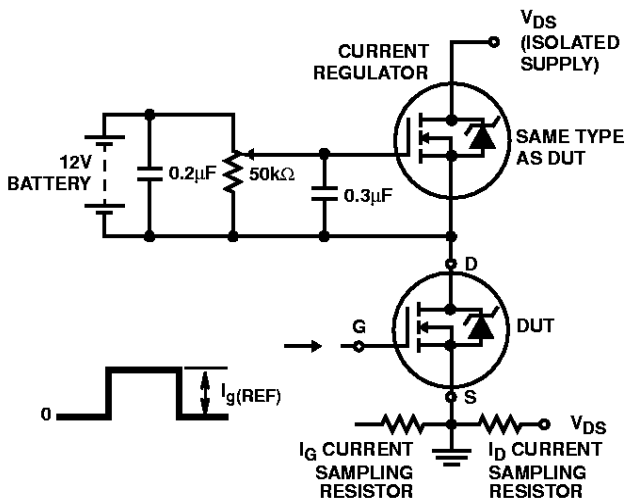 V_DS
(ISOLATED
SUPPLY)
CURRENT
REGULATOR
SAME TYPE
AS DUT
12V
BATTERY
0.2µF
50kΩ
0.3µF
D
G
DUT
S
I_g(REF)
0
V_DS
I_G CURRENT
SAMPLING
RESISTOR
I_D CURRENT
SAMPLING
RESISTOR